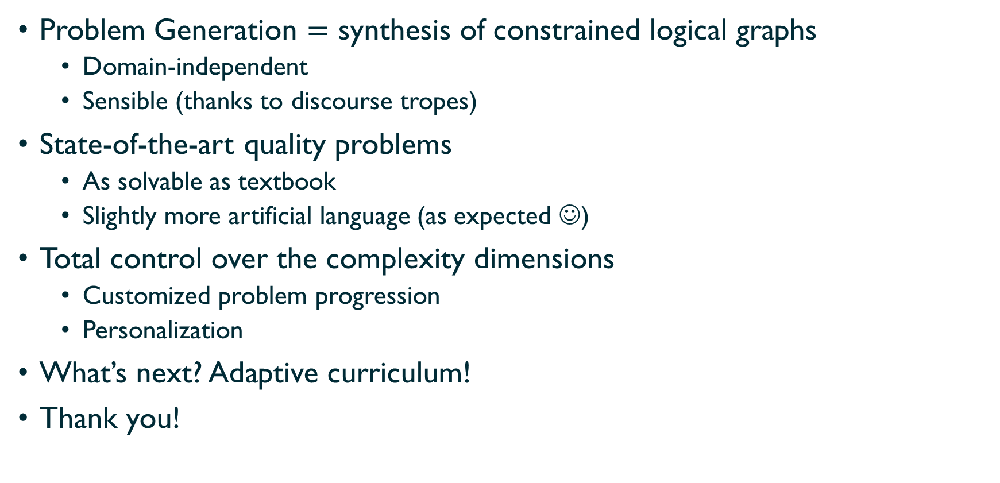 • Problem Generation = synthesis of constrained logical graphs
• Domain-independent
• Sensible (thanks to discourse tropes)
• State-of-the-art quality problems
• As solvable as textbook
• Slightly more artificial language (as expected ☺)
• Total control over the complexity dimensions
• Customized problem progression
• Personalization
• What’s next? Adaptive curriculum!
• Thank you!